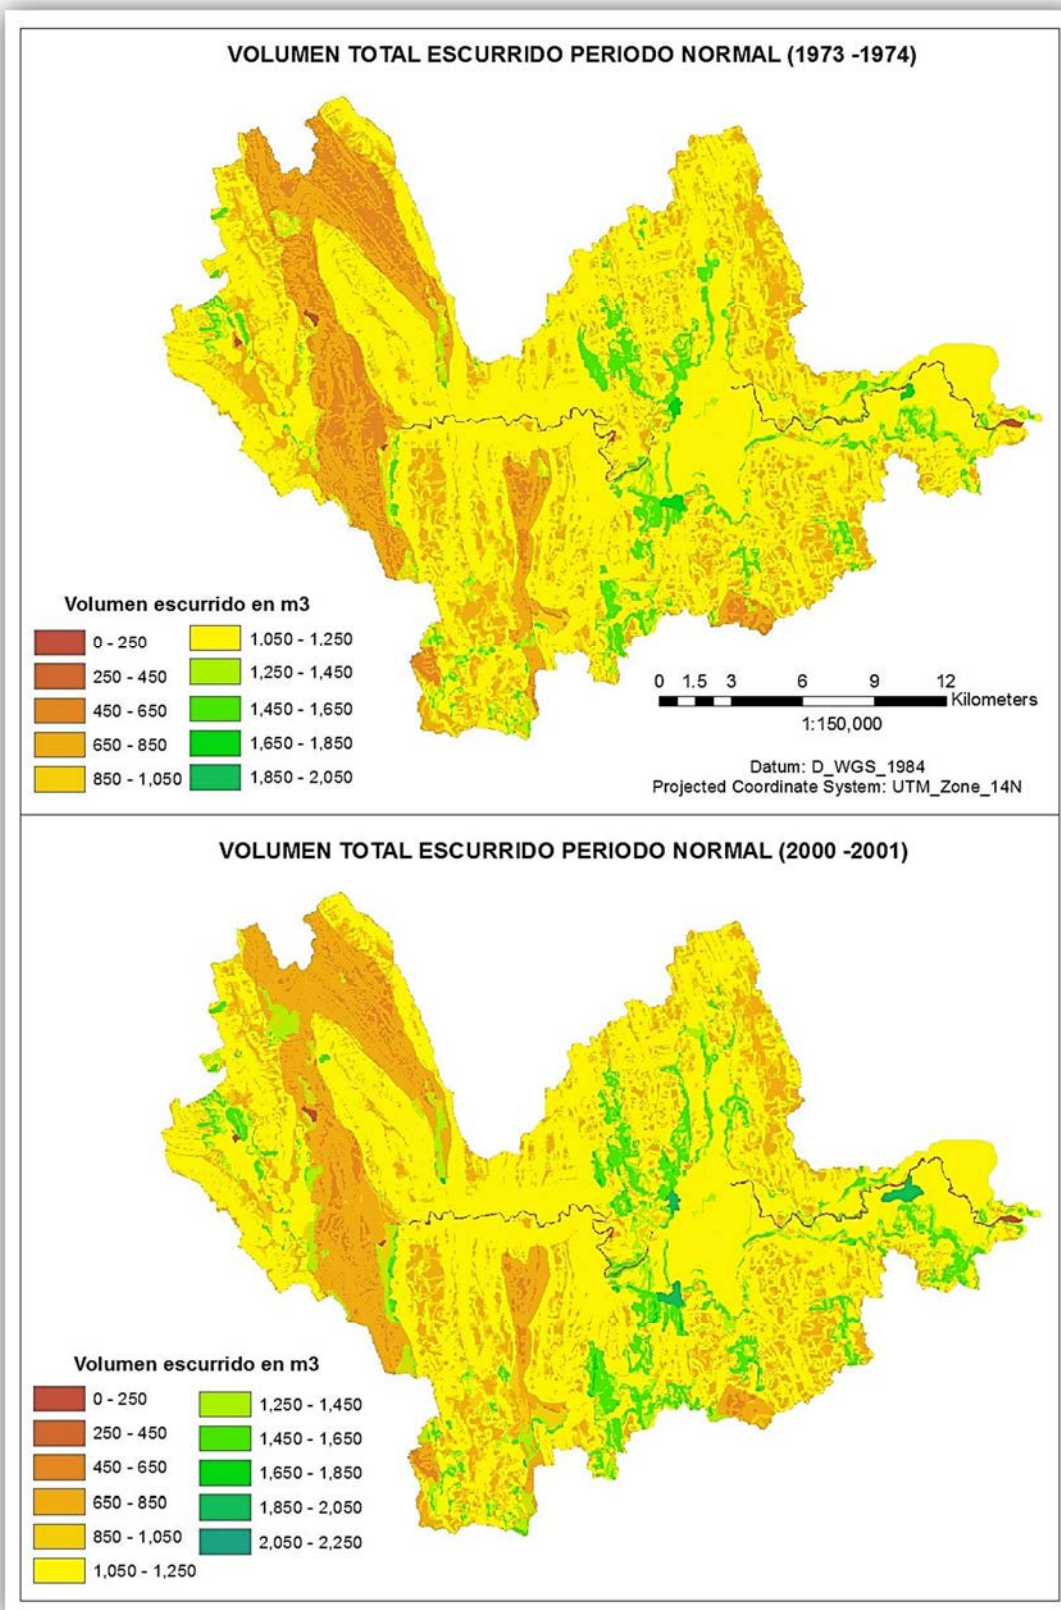 VOLUMEN TOTAL ESCURRIDO PERIODO NORMAL (1973 -1974)
Volumen escurrido en m3
0 - 250
250 - 450
450 - 650
650 - 850
850 - 1,050
1.050 - 1.250
1,250 - 1,450
1,450 - 1,650
1,650 - 1,850
1,850 - 2,050
0 1.5 3 6 9 12
Kilometers
1:150,000
Datum: D_WGS_1984
Projected Coordinate System: UTM_Zone_14N
VOLUMEN TOTAL ESCURRIDO PERIODO NORMAL (2000 -2001)
Volumen escurrido en m3
0 - 250
250 - 450
450 - 650
650 - 850
850 - 1,050
1,050 - 1,250
1,250 - 1,450
1,450 - 1,650
1,650 - 1,850
1,850 - 2,050
2,050 - 2,250